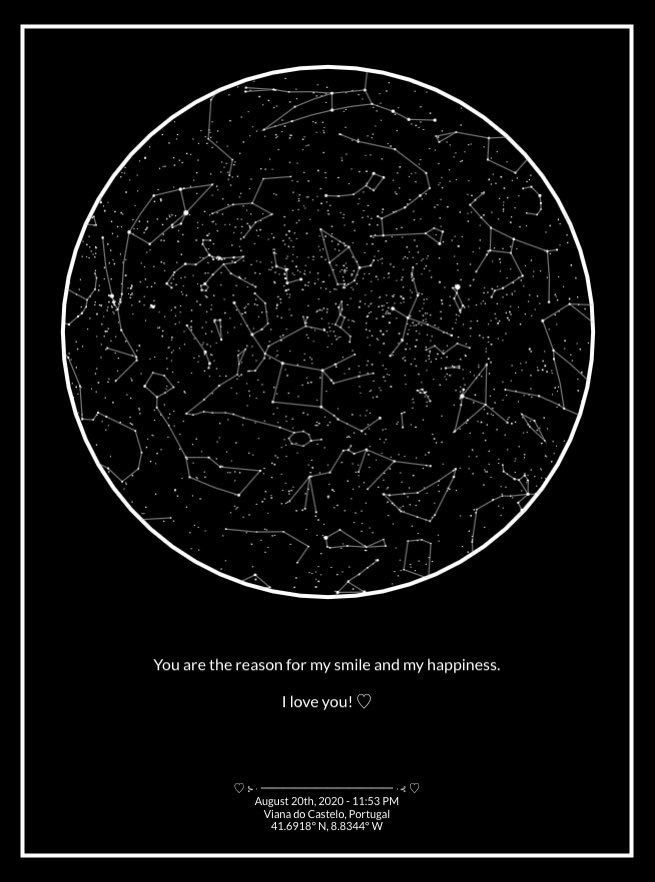 You are the reason for my smile and my happiness.
I love you! ♡
August 20th, 2020 - 11:53 PM
Viana do Castelo, Portugal
41.6918° N, 8.8344° W